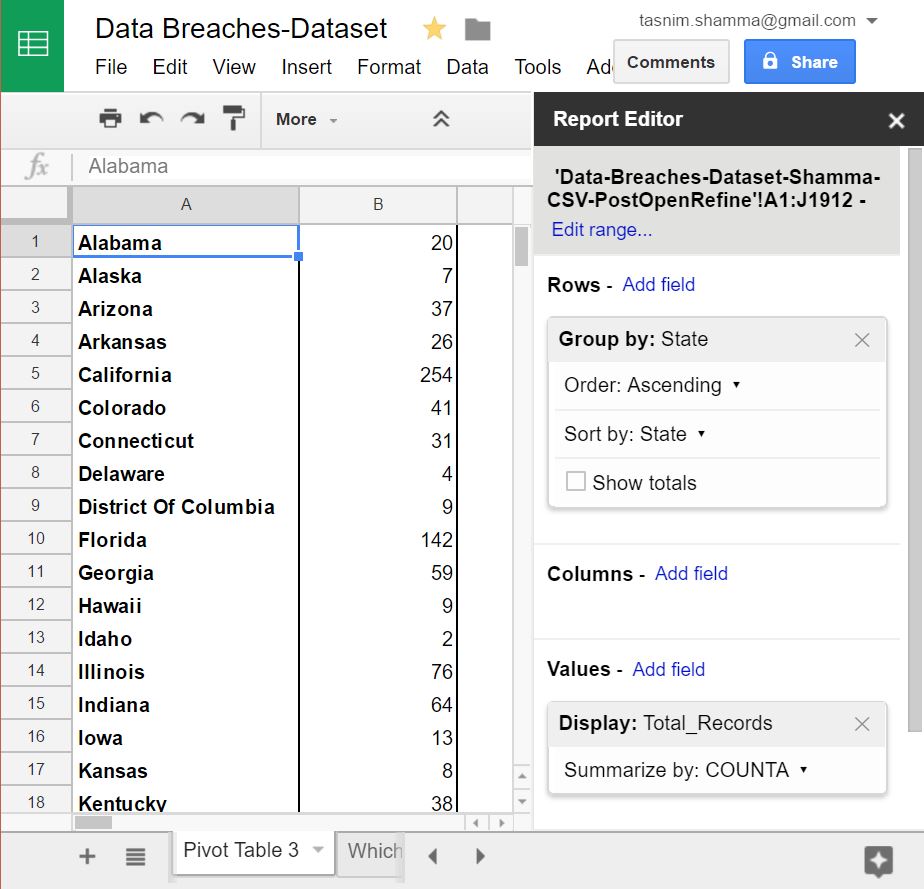 Data Breaches-Dataset
tasnim.shamma@gmail.com
File Edit View Insert Format Data Tools Comments Share
More
Report Editor
fx Alabama
'Data-Breaches-Dataset-Shamma-
CSV-PostOpenRefine'!A1:J1912 -
Edit range...
A B
1 Alabama 20
2 Alaska 7
3 Arizona 37
4 Arkansas 26
5 California 254
6 Colorado 41
7 Connecticut 31
8 Delaware 4
9 District Of Columbia 9
10 Florida 142
11 Georgia 59
12 Hawaii 9
13 Idaho 2
14 Illinois 76
15 Indiana 64
16 Iowa 13
17 Kansas 8
18 Kentucky 38
Rows - Add field
Group by: State
Order: Ascending
Sort by: State
Show totals
Columns - Add field
Values - Add field
Display: Total_Records
Summarize by: COUNTA
Pivot Table 3 Which